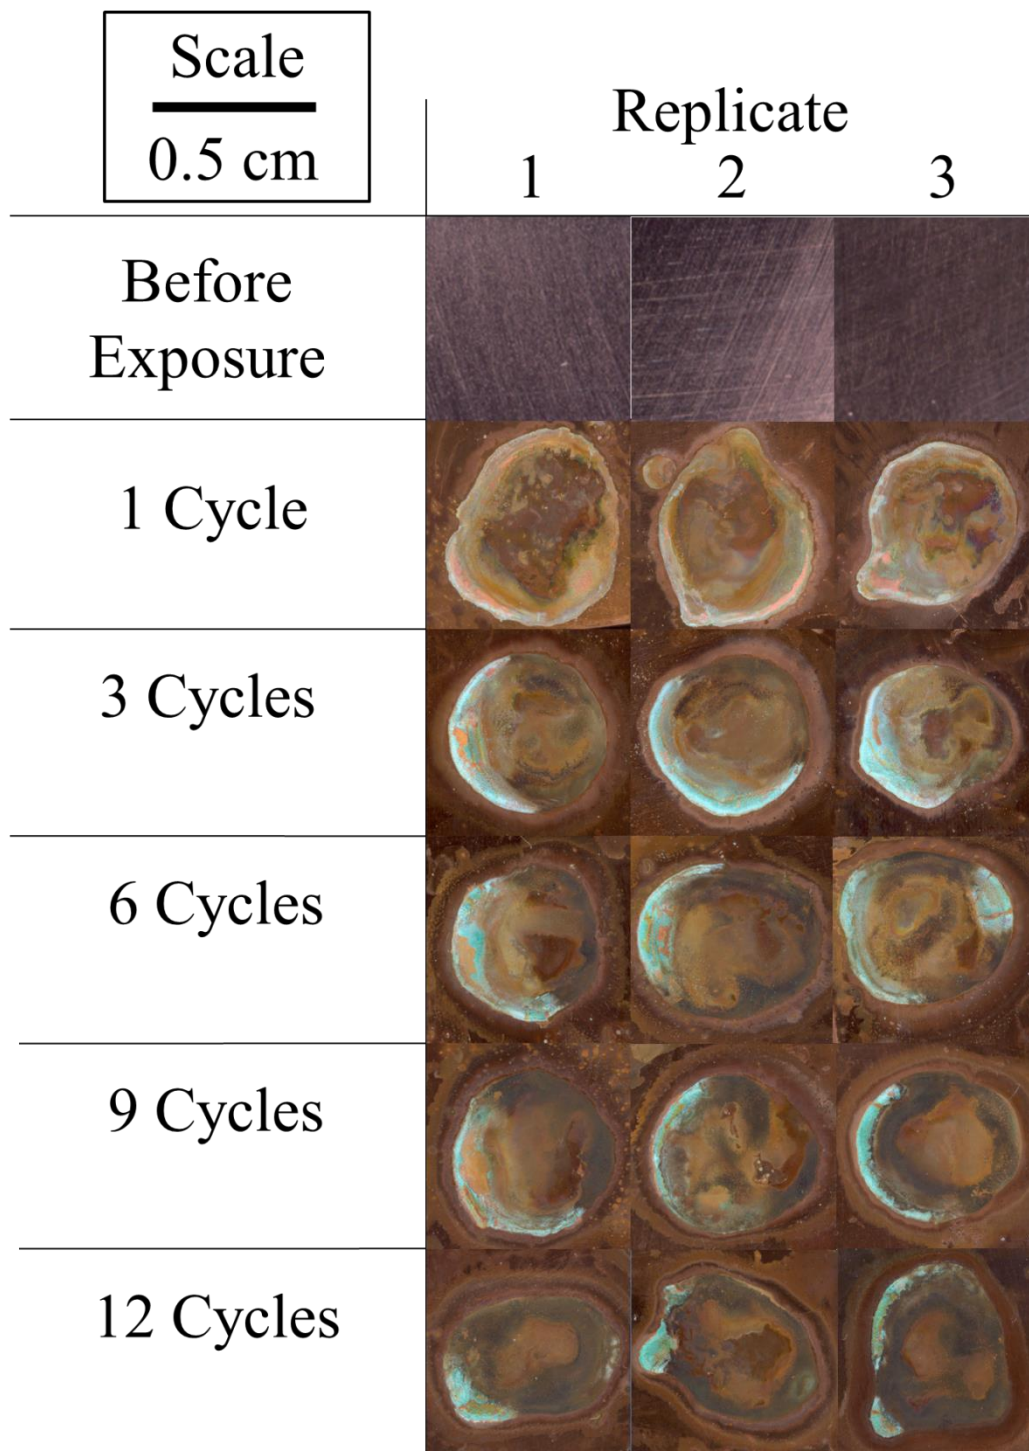 Scale
0.5 cm
Replicate
1 2 3
Before
Exposure
1 Cycle
3 Cycles
6 Cycles
9 Cycles
12 Cycles